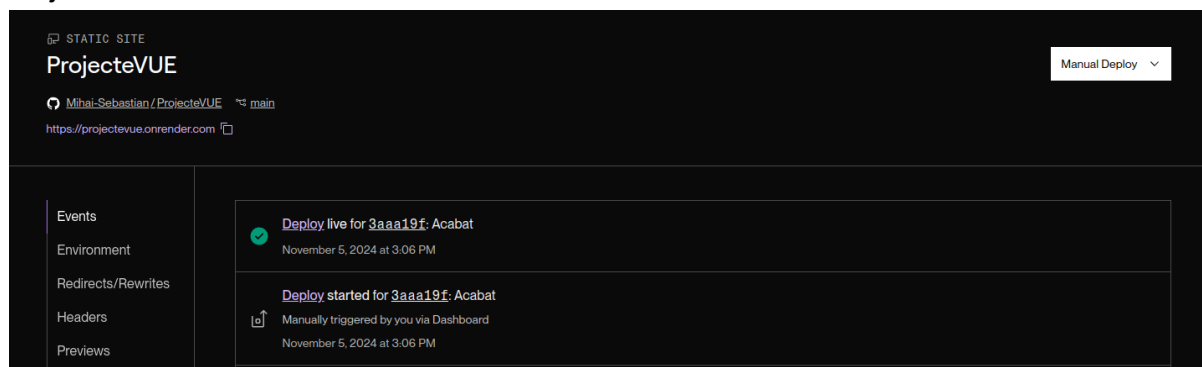 STATIC SITE
ProjecteVUE
Manual Deploy
Mihai-Sebastian / ProjecteVUE main
https://projectevue.onrender.com
Events
Environment
Redirects/Rewrites
Headers
Previews
Deploy live for 3aaa19f: Acabat
November 5, 2024 at 3:06 PM
Deploy started for 3aaa19f: Acabat
Manually triggered by you via Dashboard
November 5, 2024 at 3:06 PM